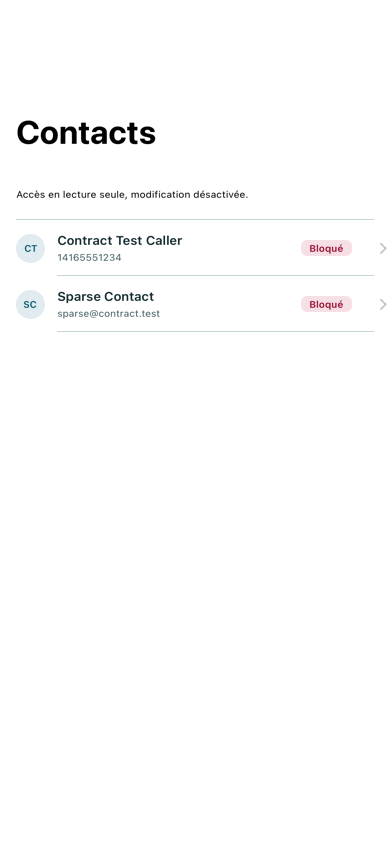 Contacts
Accès en lecture seule, modification désactivée.
CT
Contract Test Caller
14165551234
Bloqué
SC
Sparse Contact
sparse@contract.test
Bloqué